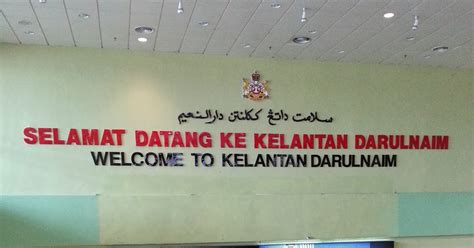 سلامت داتڠ ککلنتن دارالنعيم
SELAMAT DATANG KE KELANTAN DARULNAIM
WELCOME TO KELANTAN DARULNAIM